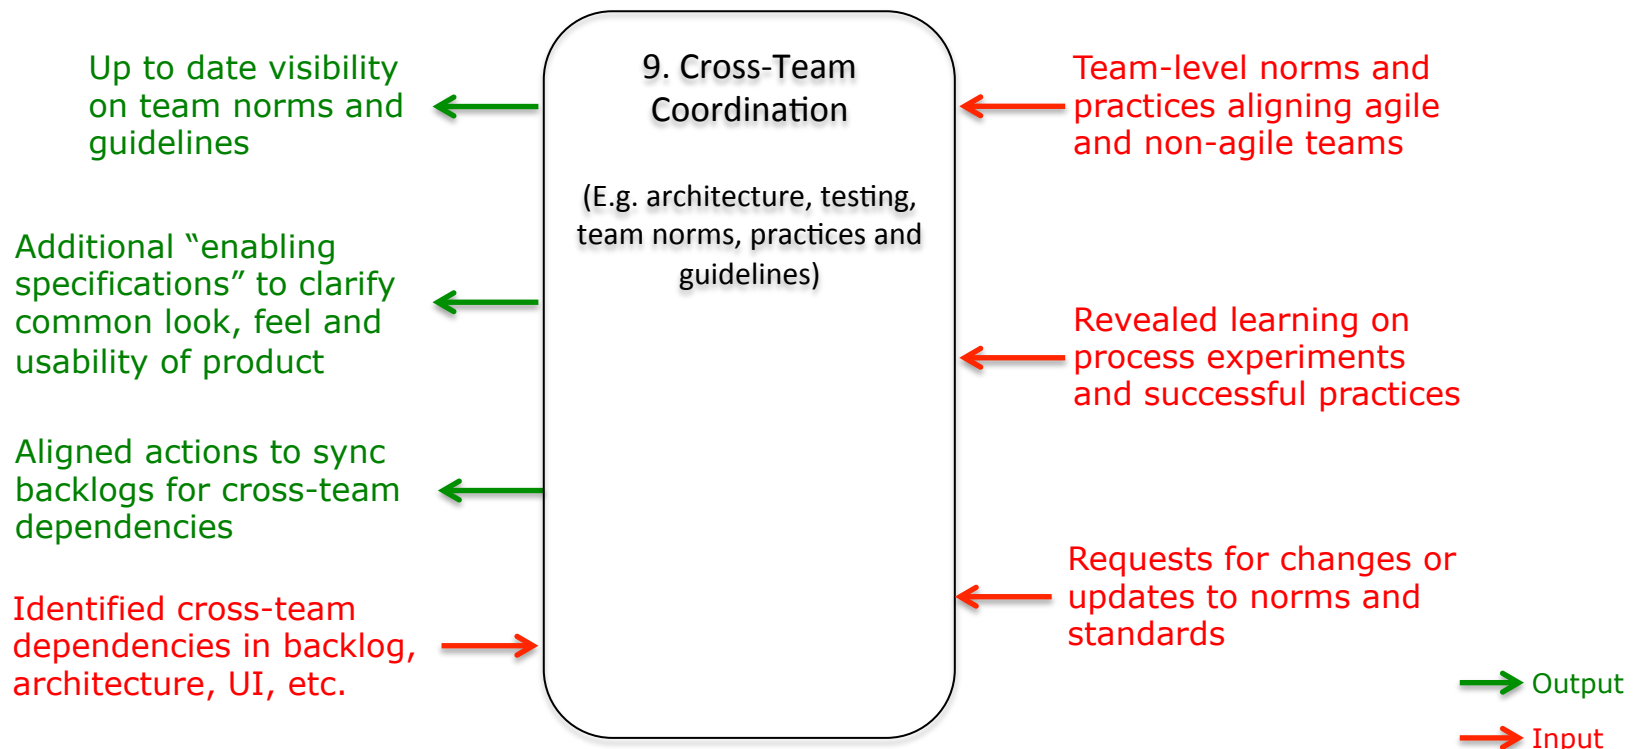 Up to date visibility
on team norms and
guidelines
Additional “enabling
specifications” to clarify
common look, feel and
usability of product
Aligned actions to sync
backlogs for cross-team
dependencies
Identified cross-team
dependencies in backlog,
architecture, UI, etc.
9. Cross-Team
Coordination
(E.g. architecture, testing,
team norms, practices and
guidelines)
Team-level norms and
practices aligning agile
and non-agile teams
Revealed learning on
process experiments
and successful practices
Requests for changes or
updates to norms and
standards
Output
Input